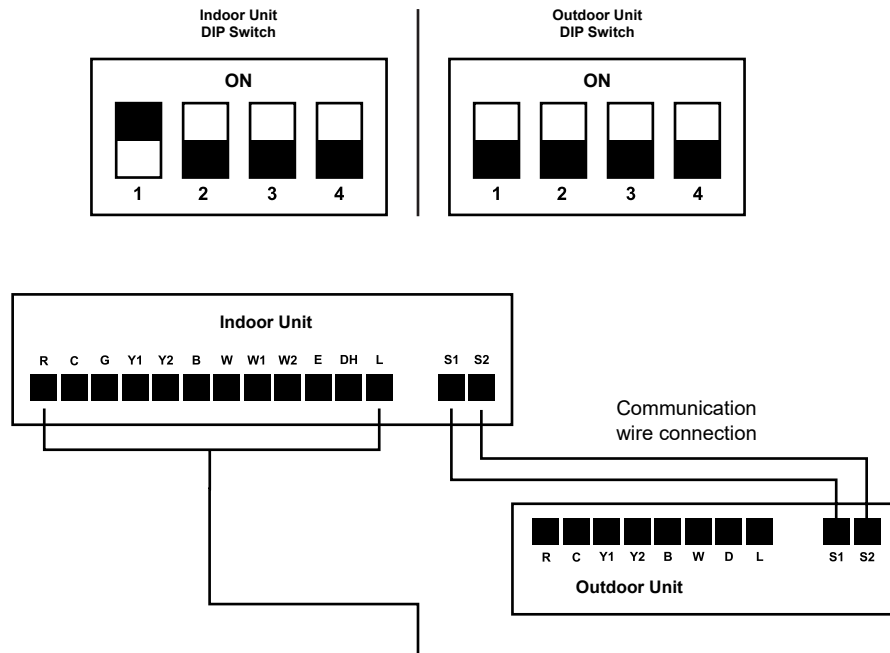 Indoor Unit
DIP Switch
Outdoor Unit
DIP Switch
ON
1 2 3 4
ON
1 2 3 4
Indoor Unit
R C G Y1 Y2 B W W1 W2 E DH L S1 S2
Communication
wire connection
R C Y1 Y2 B W D L S1 S2
Outdoor Unit